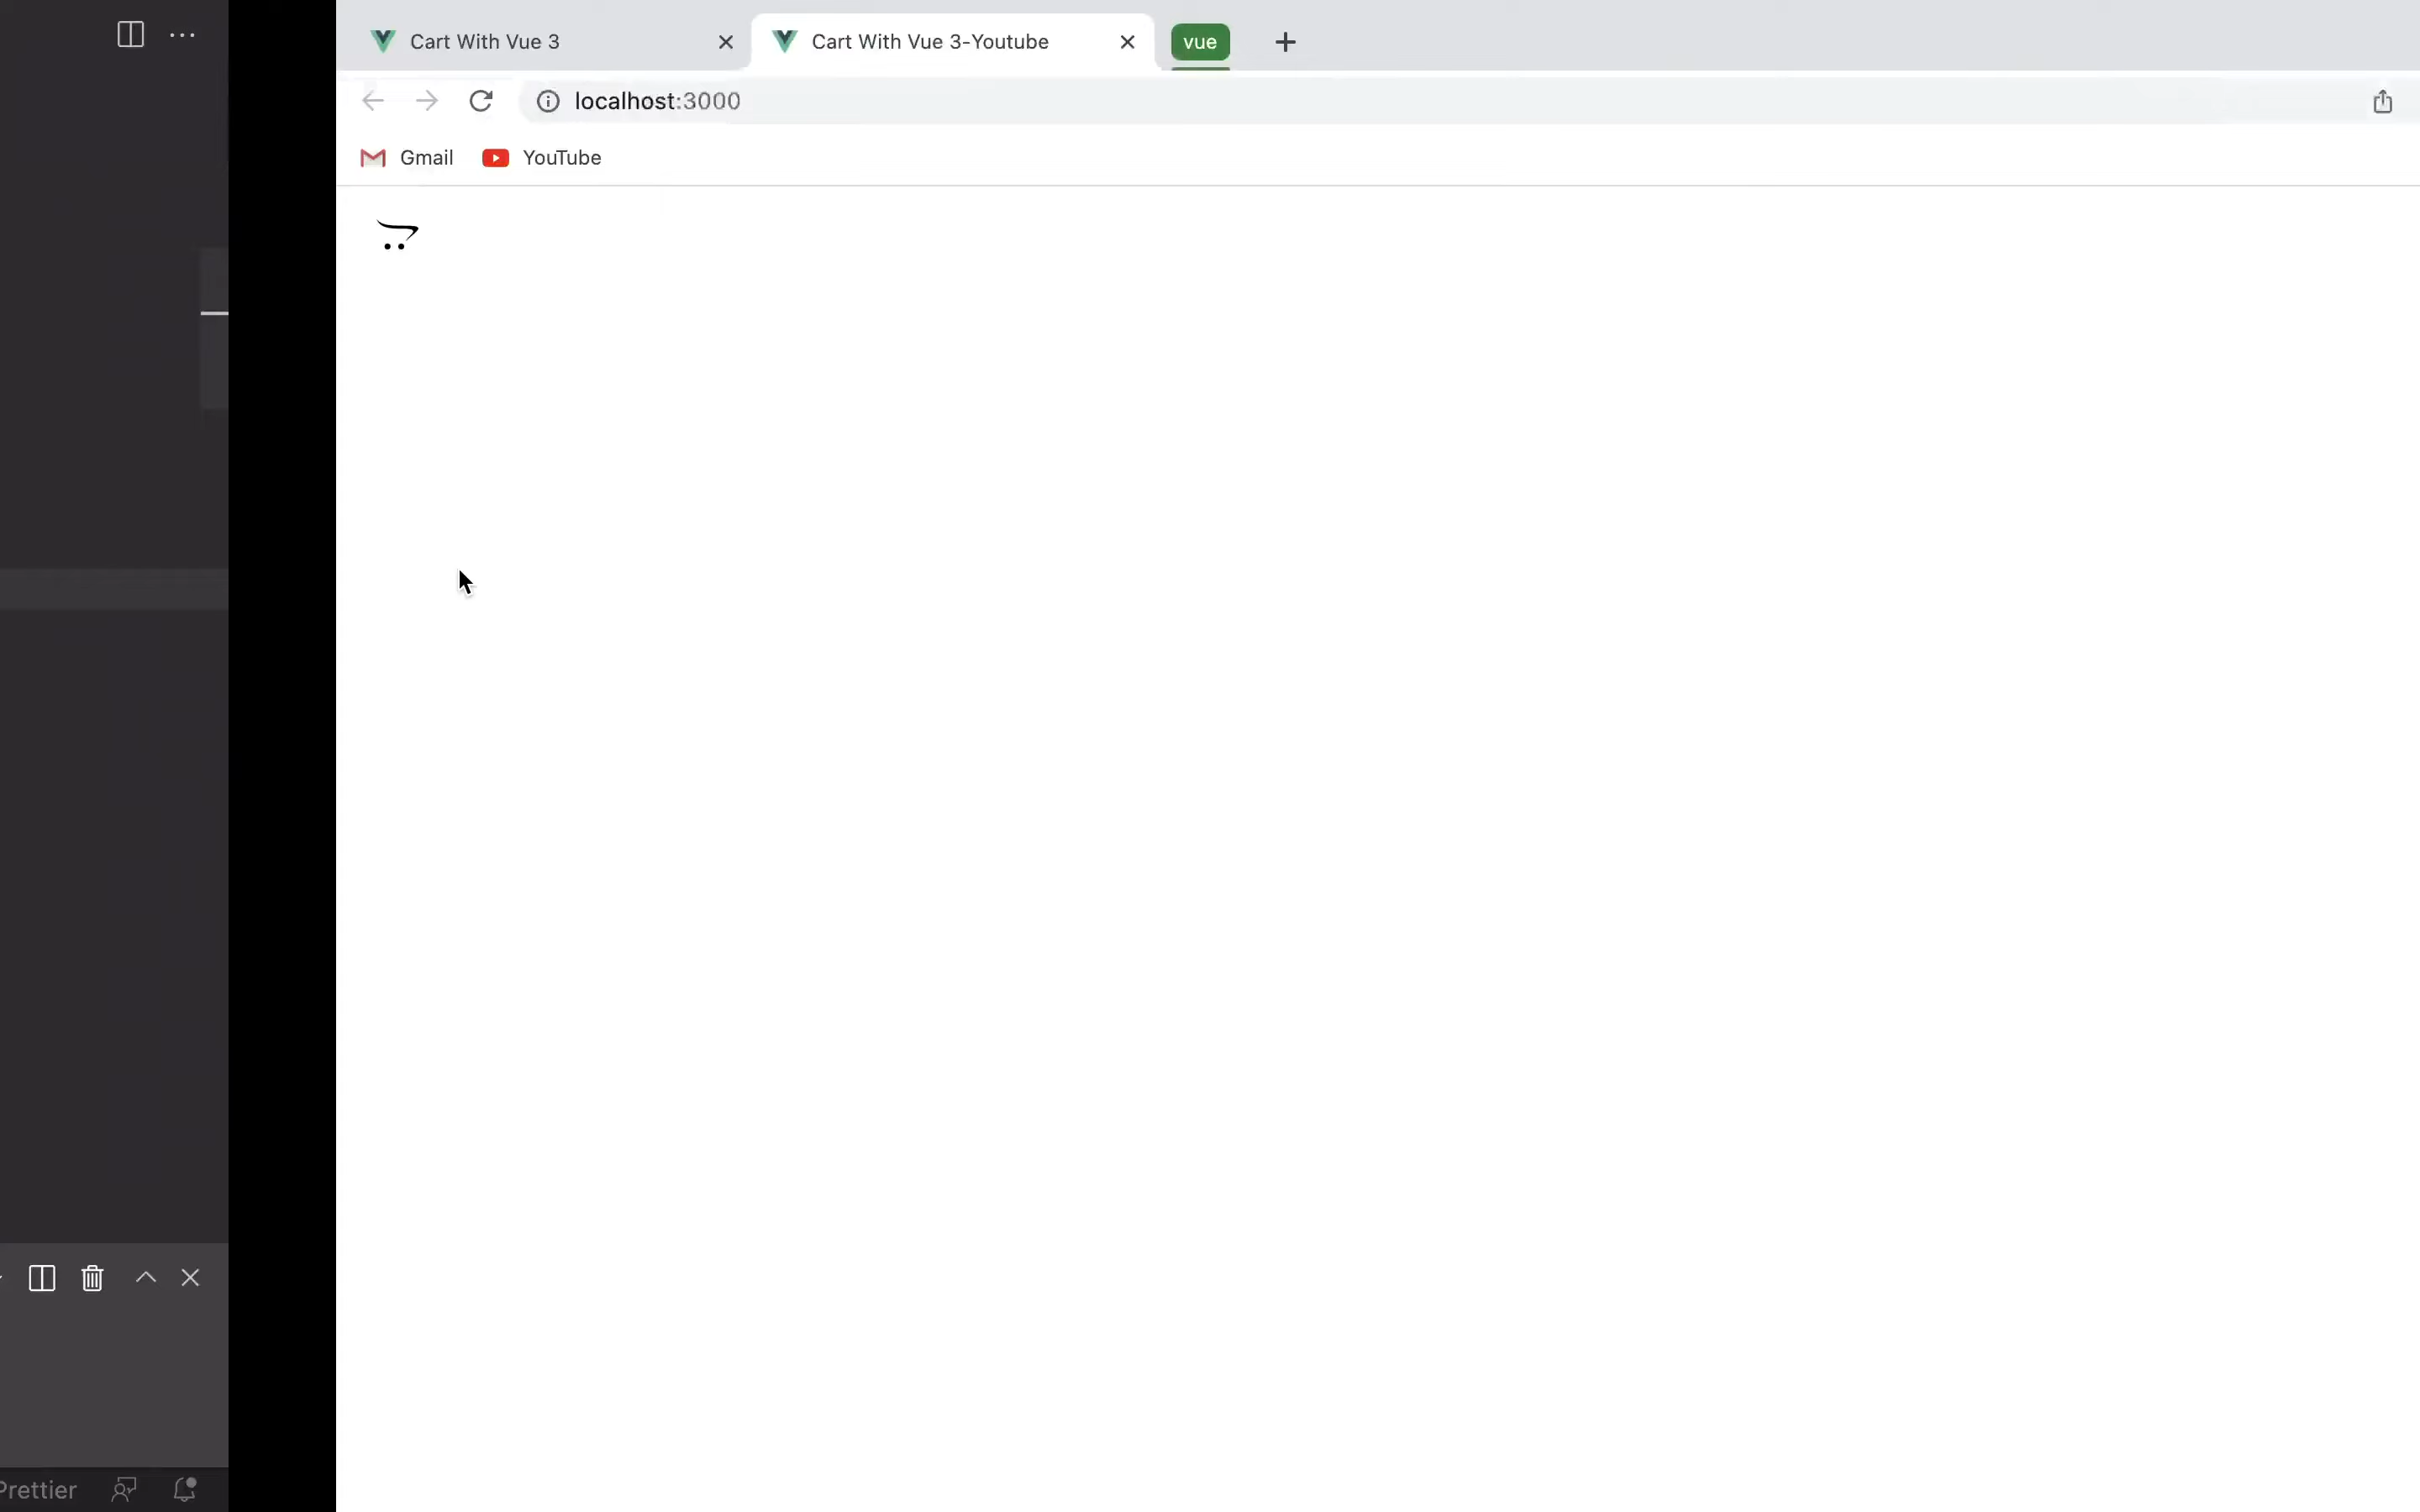 Cart With Vue 3
Cart With Vue 3-Youtube
vue
localhost:3000
Gmail
YouTube
Prettier